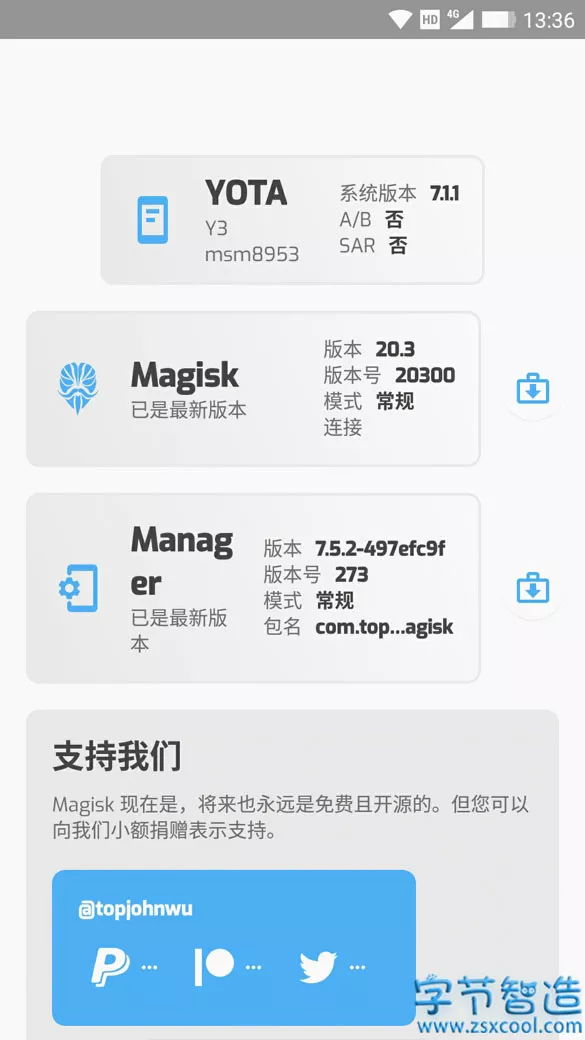 HD 4G 13:36
YOTA
Y3
msm8953
系统版本 7.1.1
A/B 否
SAR 否
Magisk
已是最新版本
版本 20.3
版本号 20300
模式 常规
连接
Manag
er
已是最新版
本
版本 7.5.2-497efc9f
版本号 273
模式 常规
包名 com.top...agisk
支持我们
Magisk 现在是，将来也永远是免费且开源的。但您可以
向我们小额捐赠表示支持。
@topjohnwu
...
...
...
字节智造
www.zsxcool.com